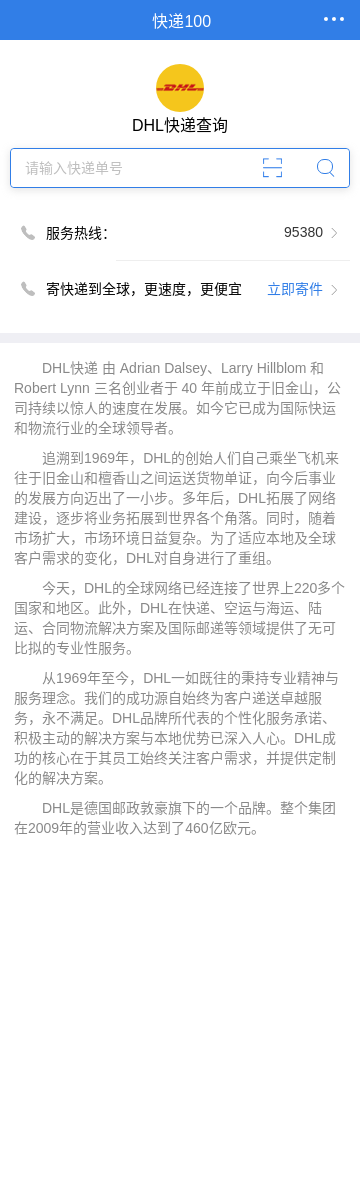 快递100
DHL
DHL快递查询
请输入快递单号
服务热线： 95380
寄快递到全球，更速度，更便宜 立即寄件
DHL快递 由 Adrian Dalsey、Larry Hillblom 和
Robert Lynn 三名创业者于 40 年前成立于旧金山，公
司持续以惊人的速度在发展。如今它已成为国际快运
和物流行业的全球领导者。
追溯到1969年，DHL的创始人们自己乘坐飞机来
往于旧金山和檀香山之间运送货物单证，向今后事业
的发展方向迈出了一小步。多年后，DHL拓展了网络
建设，逐步将业务拓展到世界各个角落。同时，随着
市场扩大，市场环境日益复杂。为了适应本地及全球
客户需求的变化，DHL对自身进行了重组。
今天，DHL的全球网络已经连接了世界上220多个
国家和地区。此外，DHL在快递、空运与海运、陆
运、合同物流解决方案及国际邮递等领域提供了无可
比拟的专业性服务。
从1969年至今，DHL一如既往的秉持专业精神与
服务理念。我们的成功源自始终为客户递送卓越服
务，永不满足。DHL品牌所代表的个性化服务承诺、
积极主动的解决方案与本地优势已深入人心。DHL成
功的核心在于其员工始终关注客户需求，并提供定制
化的解决方案。
DHL是德国邮政敦豪旗下的一个品牌。整个集团
在2009年的营业收入达到了460亿欧元。